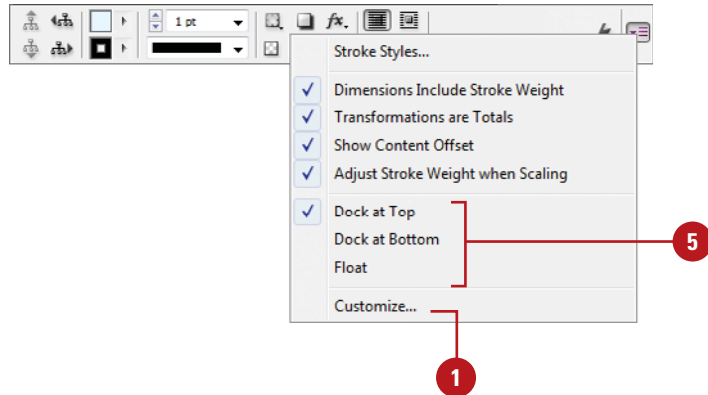 1 pt
fx.
Stroke Styles...
Dimensions Include Stroke Weight
Transformations are Totals
Show Content Offset
Adjust Stroke Weight when Scaling
Dock at Top
Dock at Bottom
5
Float
Customize...
1